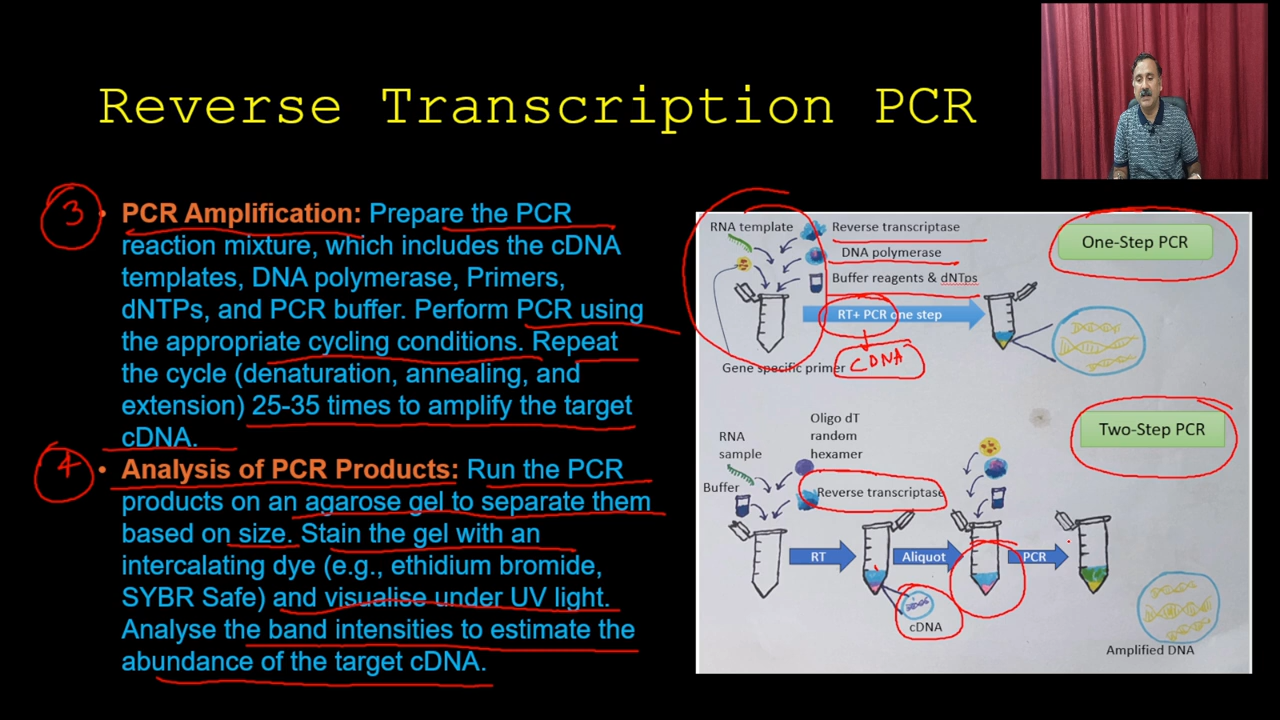 Reverse Transcription PCR
3
• PCR Amplification: Prepare the PCR
reaction mixture, which includes the cDNA
templates, DNA polymerase, Primers,
dNTPs, and PCR buffer. Perform PCR using
the appropriate cycling conditions. Repeat
the cycle (denaturation, annealing, and
extension) 25-35 times to amplify the target
cDNA.
4
• Analysis of PCR Products: Run the PCR
products on an agarose gel to separate them
based on size. Stain the gel with an
intercalating dye (e.g., ethidium bromide,
SYBR Safe) and visualise under UV light.
Analyse the band intensities to estimate the
abundance of the target cDNA.
RNA template
Reverse transcriptase
DNA polymerase
Buffer reagents & dNTps
One-Step PCR
RT+ PCR one step
cDNA
Gene specific primer
Two-Step PCR
Oligo dT
random
hexamer
RNA
sample
Buffer
Reverse transcriptase
RT
Aliquot
PCR
cDNA
Amplified DNA